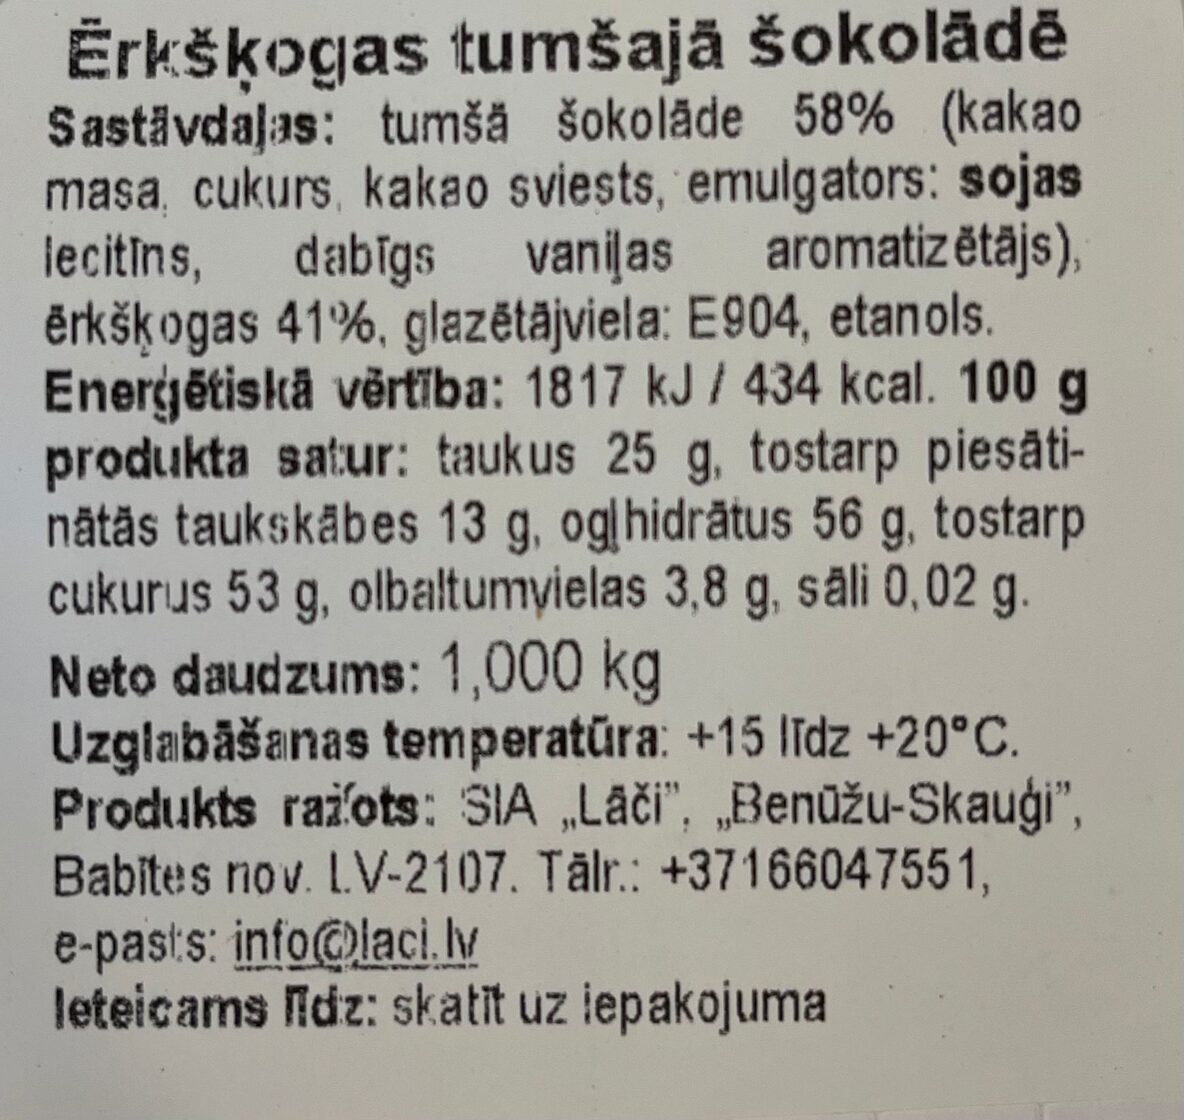 Ērkšķogas tumšajā šokolādē
Sastāvdaļas: tumšā šokolāde 58% (kakao
masa, cukurs, kakao sviests, emulgators: sojas
lecitīns, dabīgs vaniļas aromatizētājs),
ērkšķogas 41%, glazētājviela: E904, etanols.
Enerģētiskā vērtība: 1817 kJ / 434 kcal. 100 g
produkta satur: taukus 25 g, tostarp piesāti-
nātās taukskābes 13 g, ogļhidrātus 56 g, tostarp
cukurus 53 g, olbaltumvielas 3,8 g, sāli 0,02 g.
Neto daudzums: 1,000 kg
Uzglabāšanas temperatūra: +15 līdz +20°C.
Produkts ražots: SIA „Lāči”, „Benūžu-Skauģi”,
Babītes nov. LV-2107. Tālr.: +37166047551,
e-pasts: info@laci.lv
Ieteicams līdz: skatīt uz iepakojuma